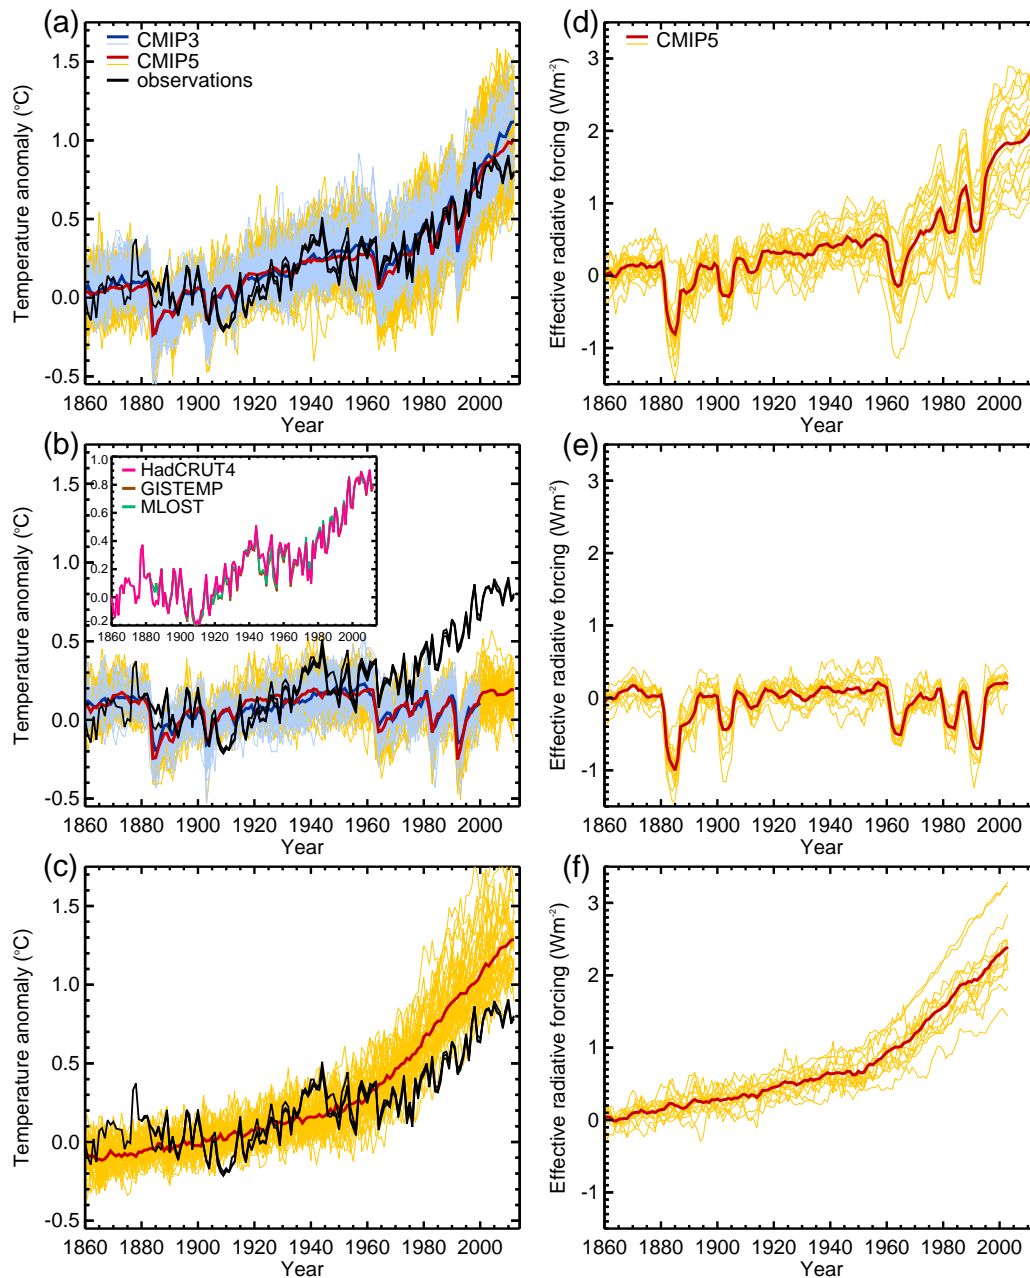 (a)
CMIP3
CMIP5
observations
1.5
1.0
0.5
0.0
-0.5
Temperature anomaly (°C)
1860 1880 1900 1920 1940 1960 1980 2000
Year
(d)
CMIP5
3
2
1
0
-1
Effective radiative forcing (Wm-2)
1860 1880 1900 1920 1940 1960 1980 2000
Year
(b)
1.5
1.0
0.5
0.0
-0.5
Temperature anomaly (°C)
1.0
0.8
0.6
0.4
0.2
0.0
0.2
HadCRUT4
GISTEMP
MLOST
1860 1880 1900 1920 1940 1960 1980 2000
1860 1880 1900 1920 1940 1960 1980 2000
Year
(e)
3
2
1
0
-1
Effective radiative forcing (Wm-2)
1860 1880 1900 1920 1940 1960 1980 2000
Year
(c)
1.5
1.0
0.5
0.0
-0.5
Temperature anomaly (°C)
1860 1880 1900 1920 1940 1960 1980 2000
Year
(f)
3
2
1
0
-1
Effective radiative forcing (Wm-2)
1860 1880 1900 1920 1940 1960 1980 2000
Year